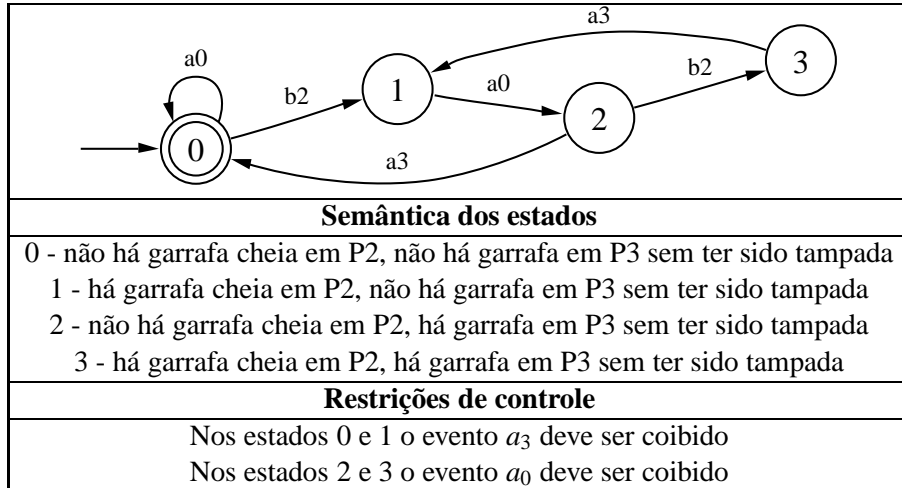 a3
a0
b2
1
a0
b2
3
0
2
a3
Semântica dos estados
0 - não há garrafa cheia em P2, não há garrafa em P3 sem ter sido tampada
1 - há garrafa cheia em P2, não há garrafa em P3 sem ter sido tampada
2 - não há garrafa cheia em P2, há garrafa em P3 sem ter sido tampada
3 - há garrafa cheia em P2, há garrafa em P3 sem ter sido tampada
Restrições de controle
Nos estados 0 e 1 o evento a3 deve ser coibido
Nos estados 2 e 3 o evento a0 deve ser coibido